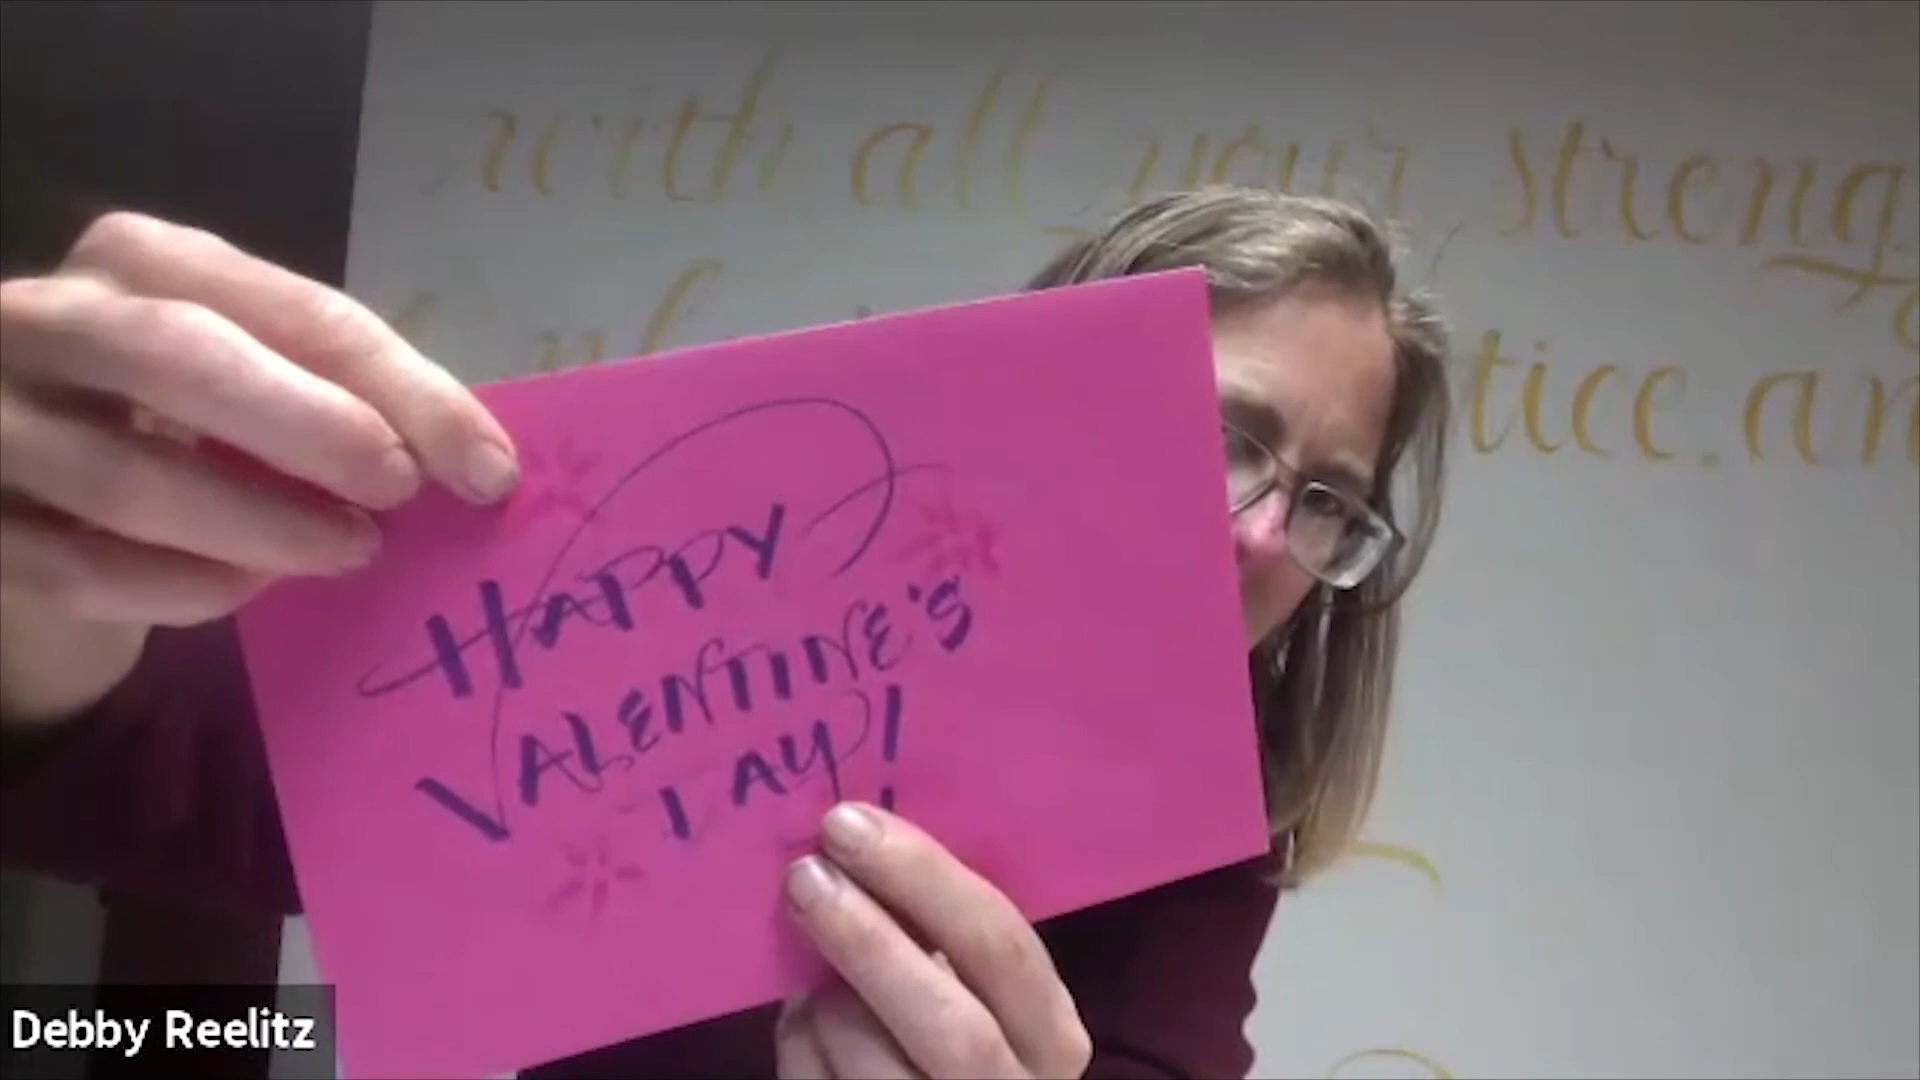 with all your streng
HAPPY
VALENTINE'S
DAY!
tice. an
Debby Reelitz